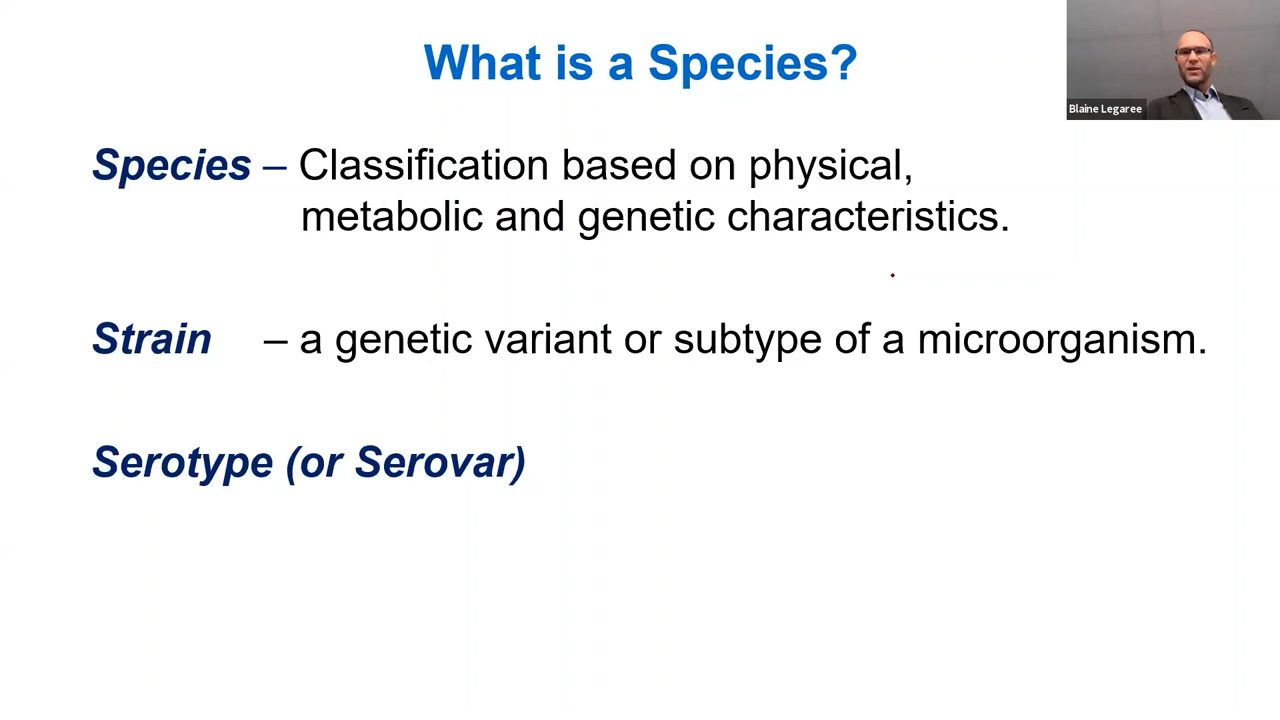 What is a Species?
Blaine Legaree
Species – Classification based on physical,
metabolic and genetic characteristics.
Strain – a genetic variant or subtype of a microorganism.
Serotype (or Serovar)